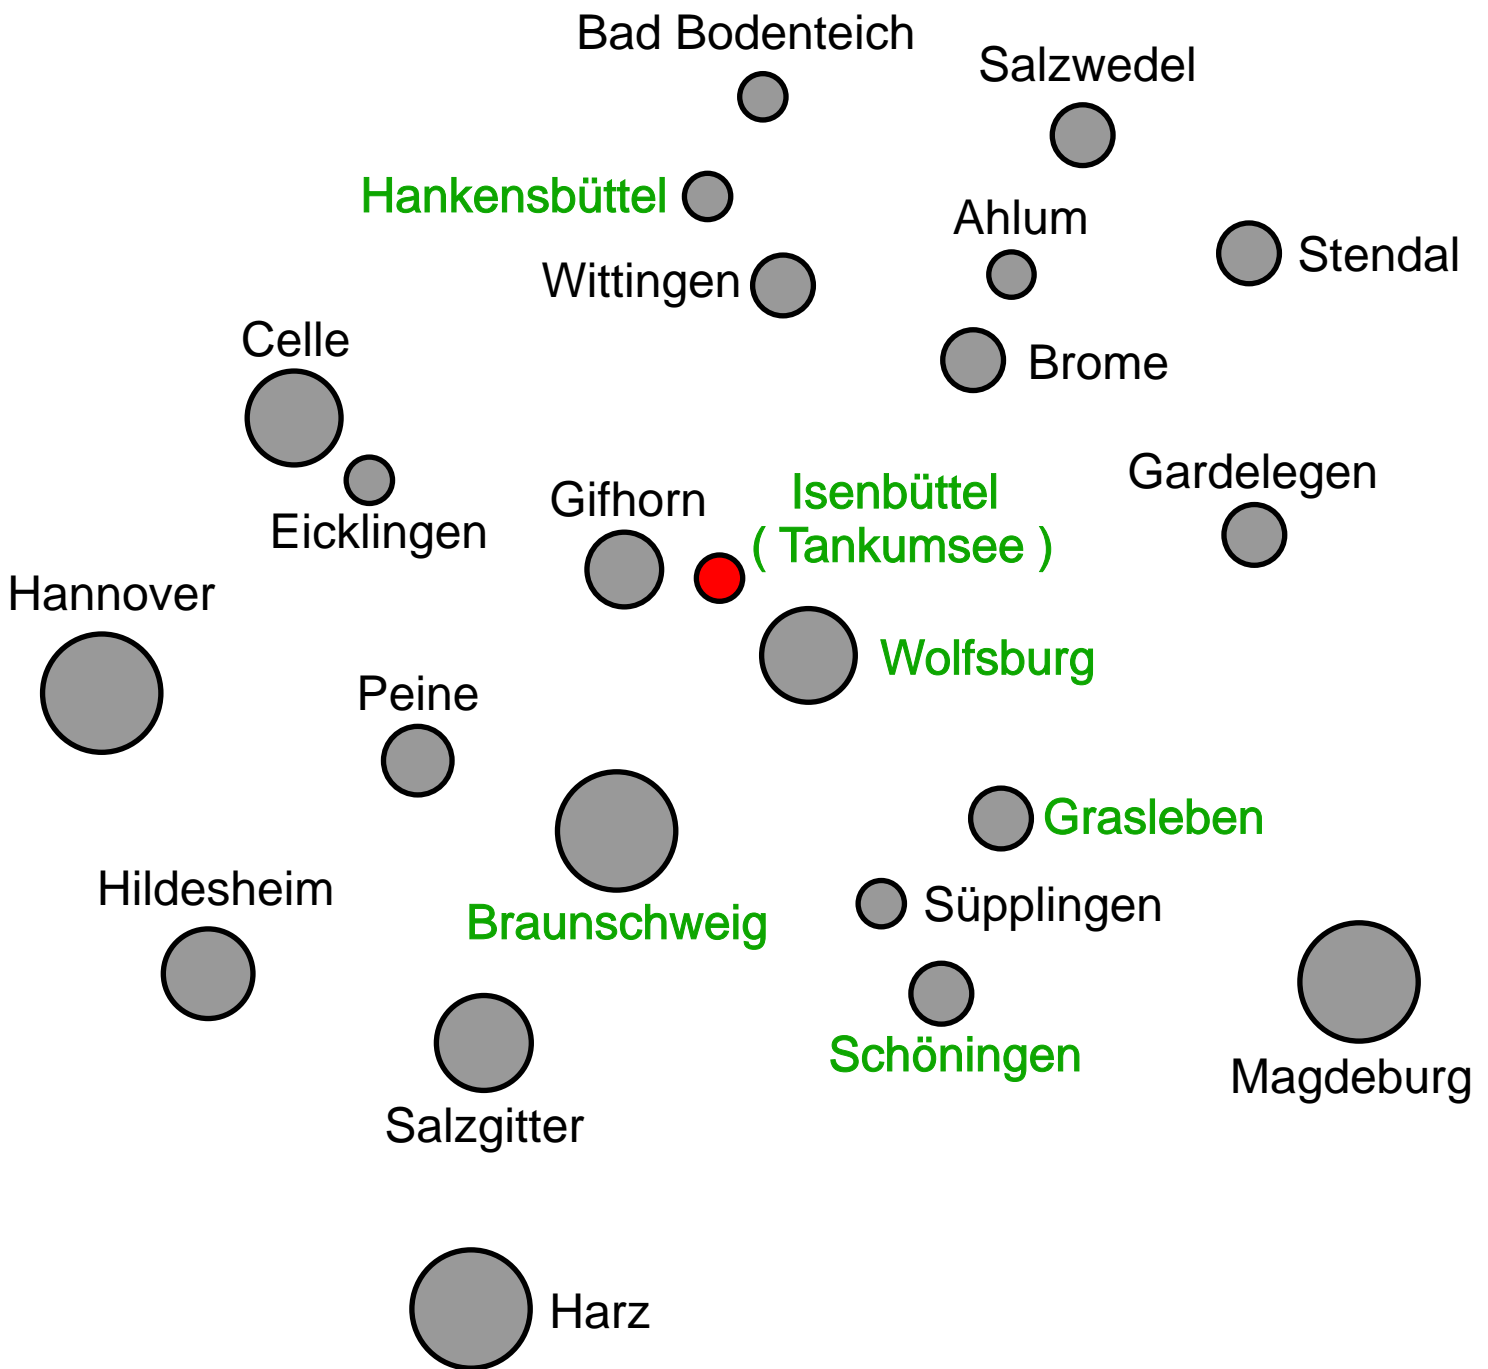 Bad Bodenteich
Salzwedel
Hankensbüttel
Ahlum
Stendal
Wittingen
Celle
Brome
Gardelegen
Isenbüttel
Gifhorn
Eicklingen
( Tankumsee )
Hannover
Wolfsburg
Peine
Grasleben
Hildesheim
Süpplingen
Braunschweig
Schöningen
Magdeburg
Salzgitter
Harz